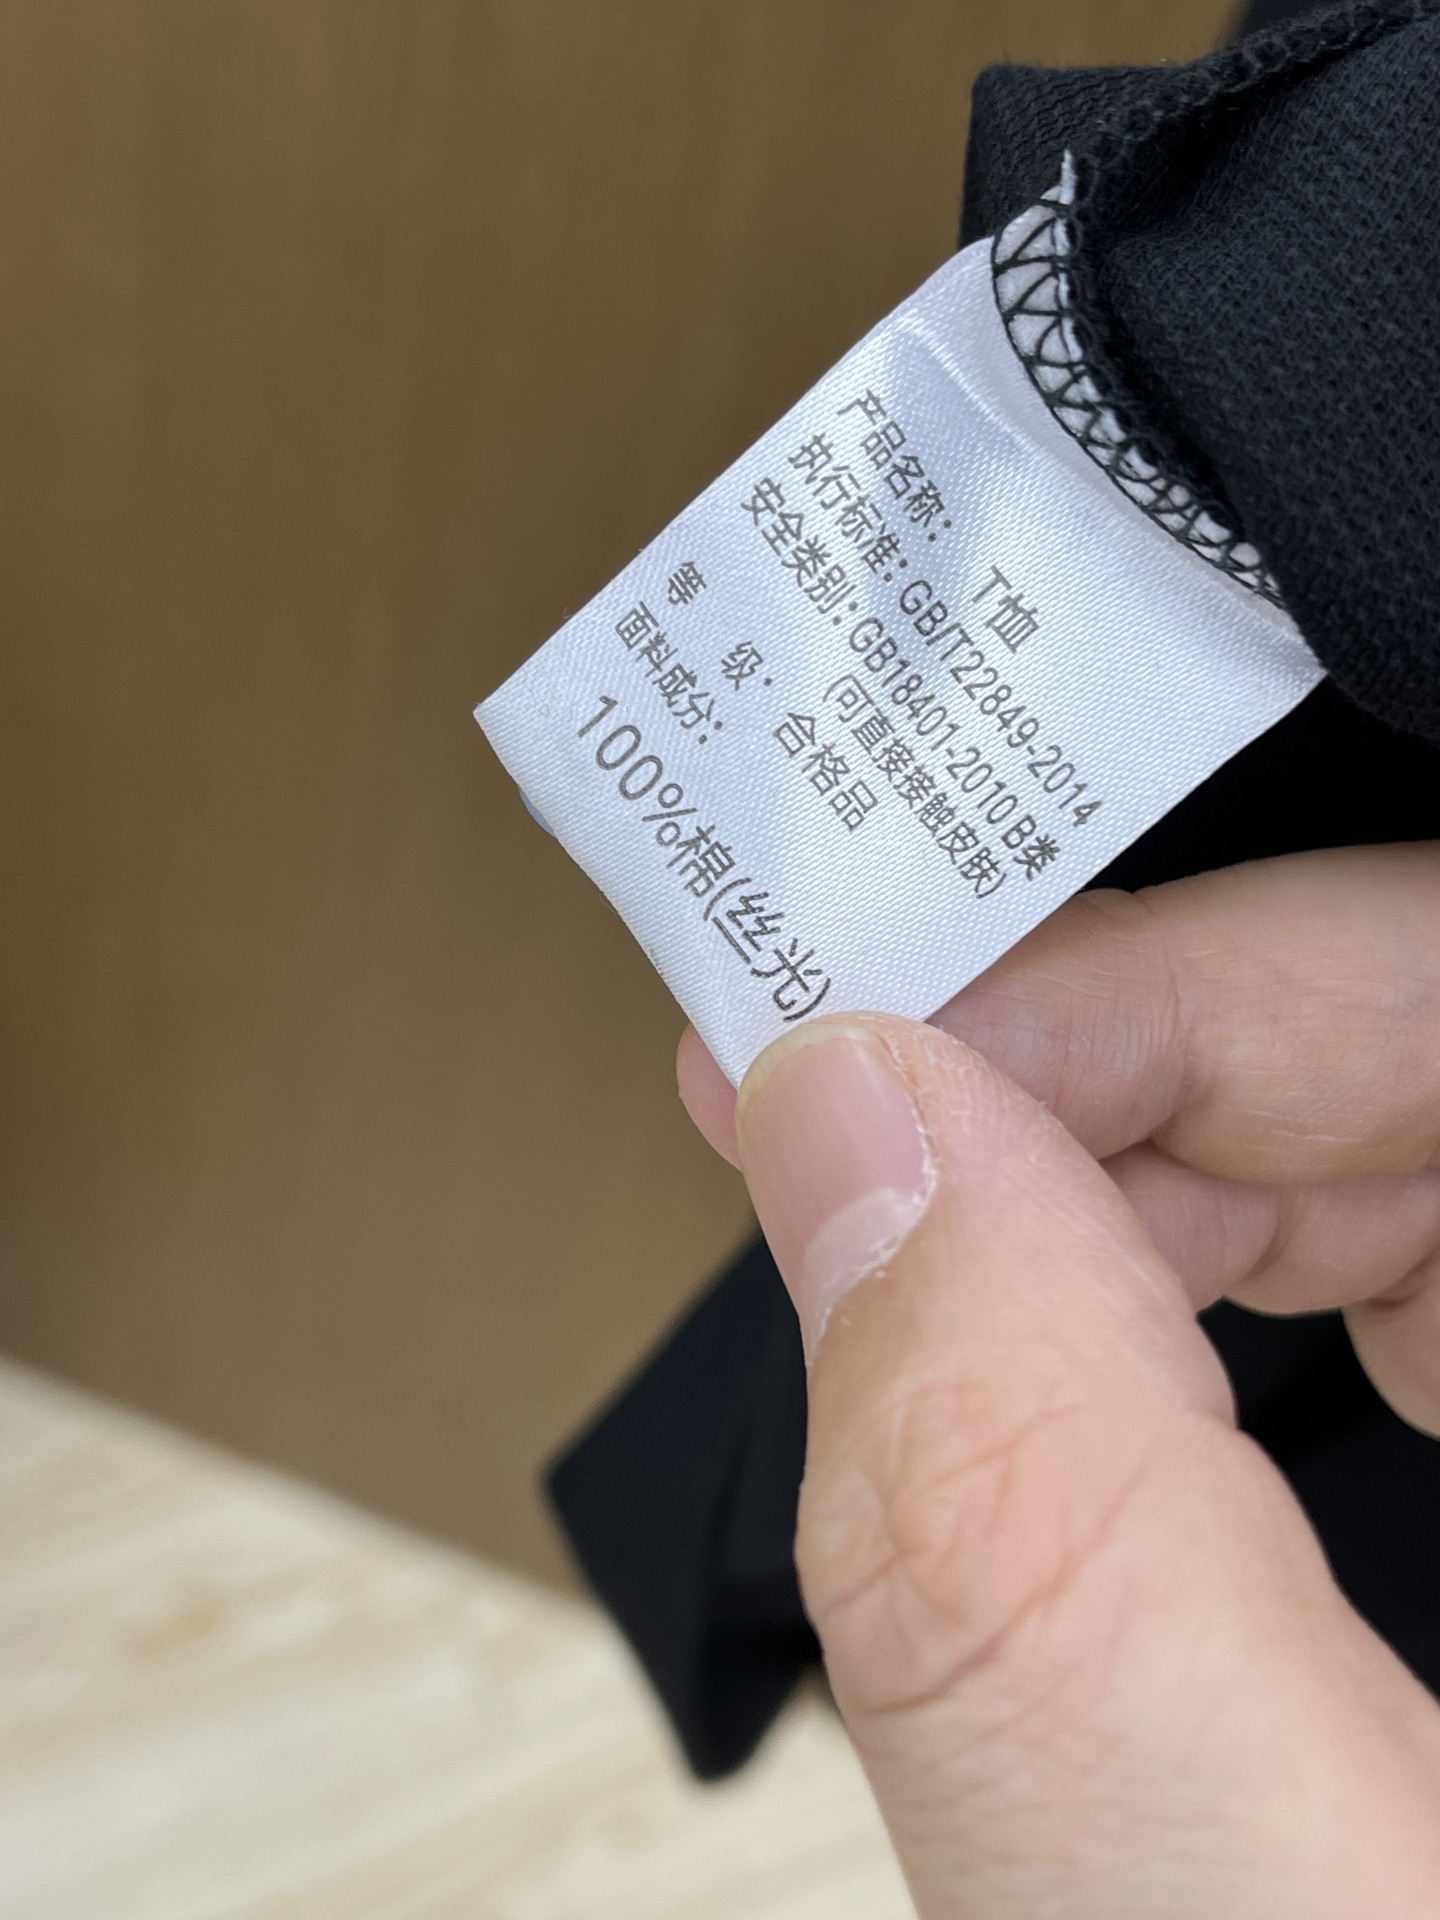 产品名称： T恤
执行标准：GB/T22849-2014
安全类别：GB18401-2010 B类
(可直接接触皮肤)
等 级： 合格品
面料成分：
100%棉(丝光)